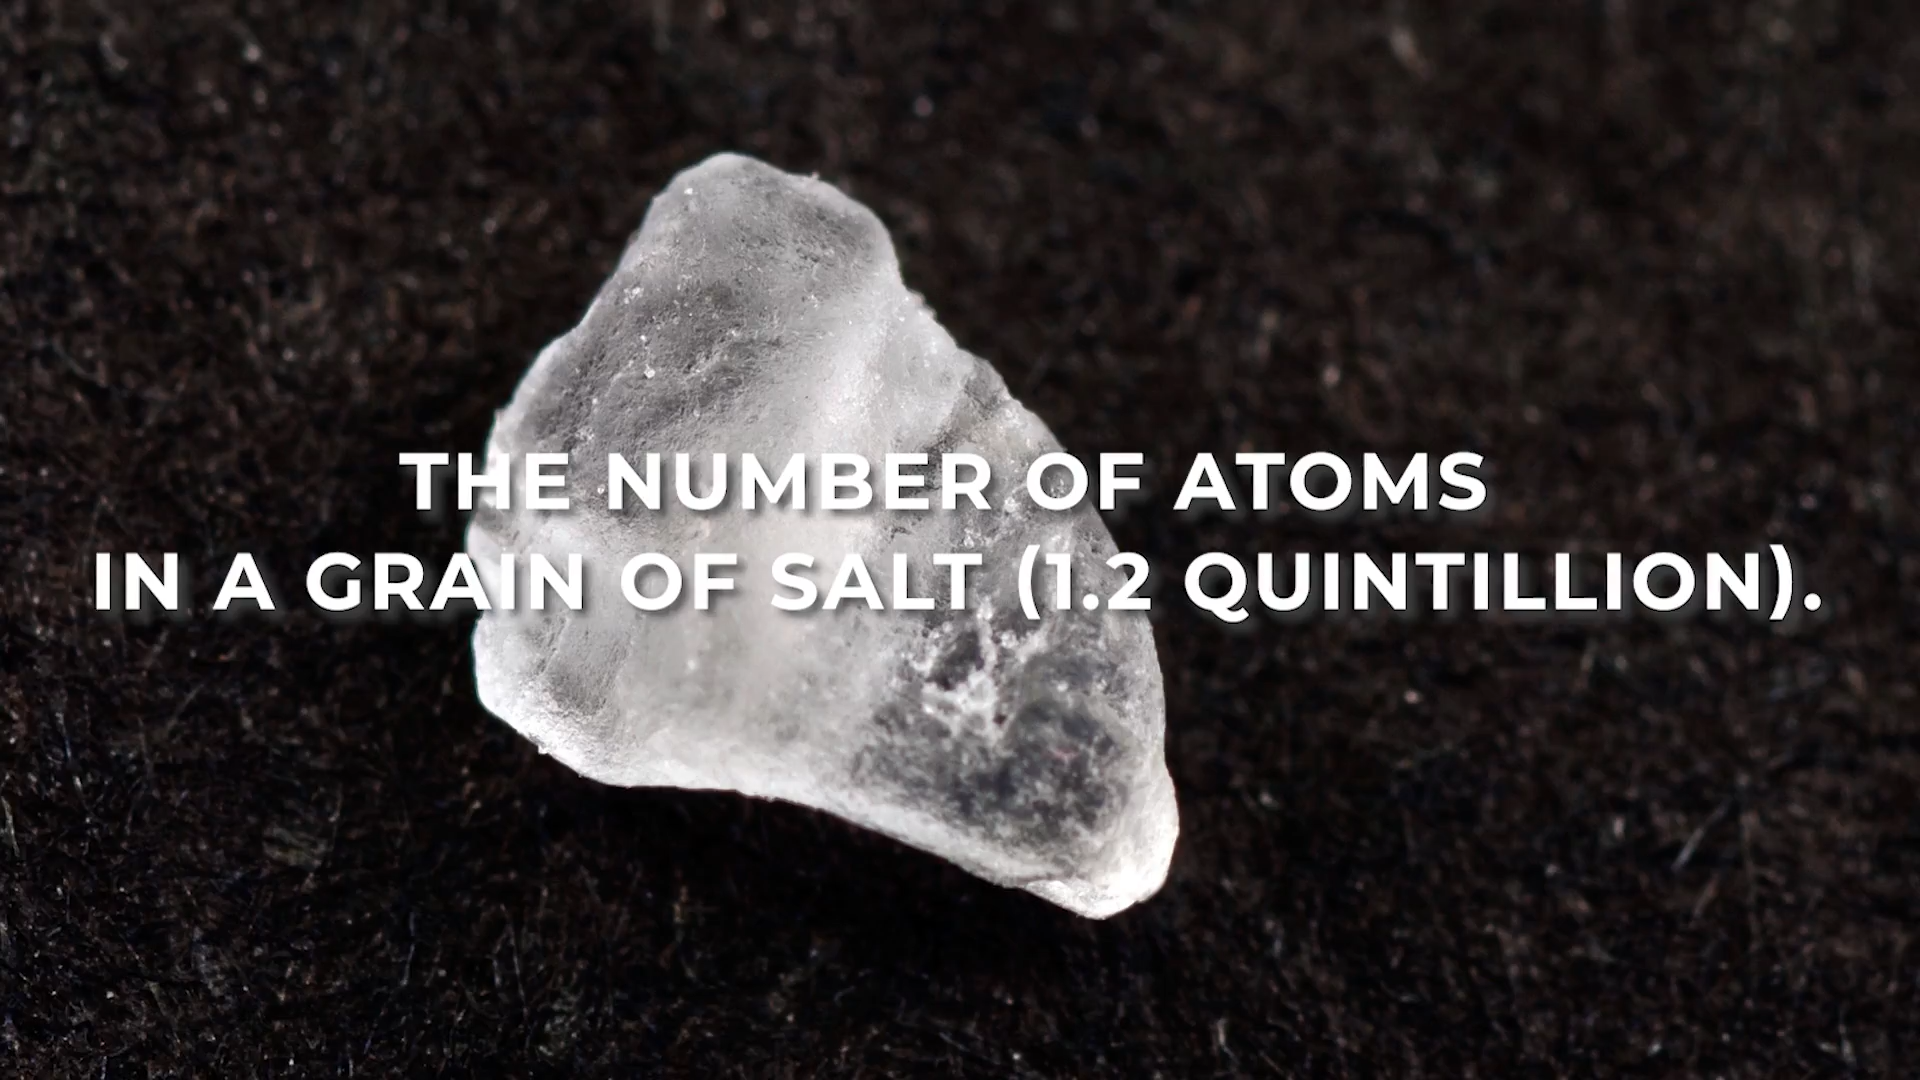 THE NUMBER OF ATOMS
IN A GRAIN OF SALT (1.2 QUINTILLION).